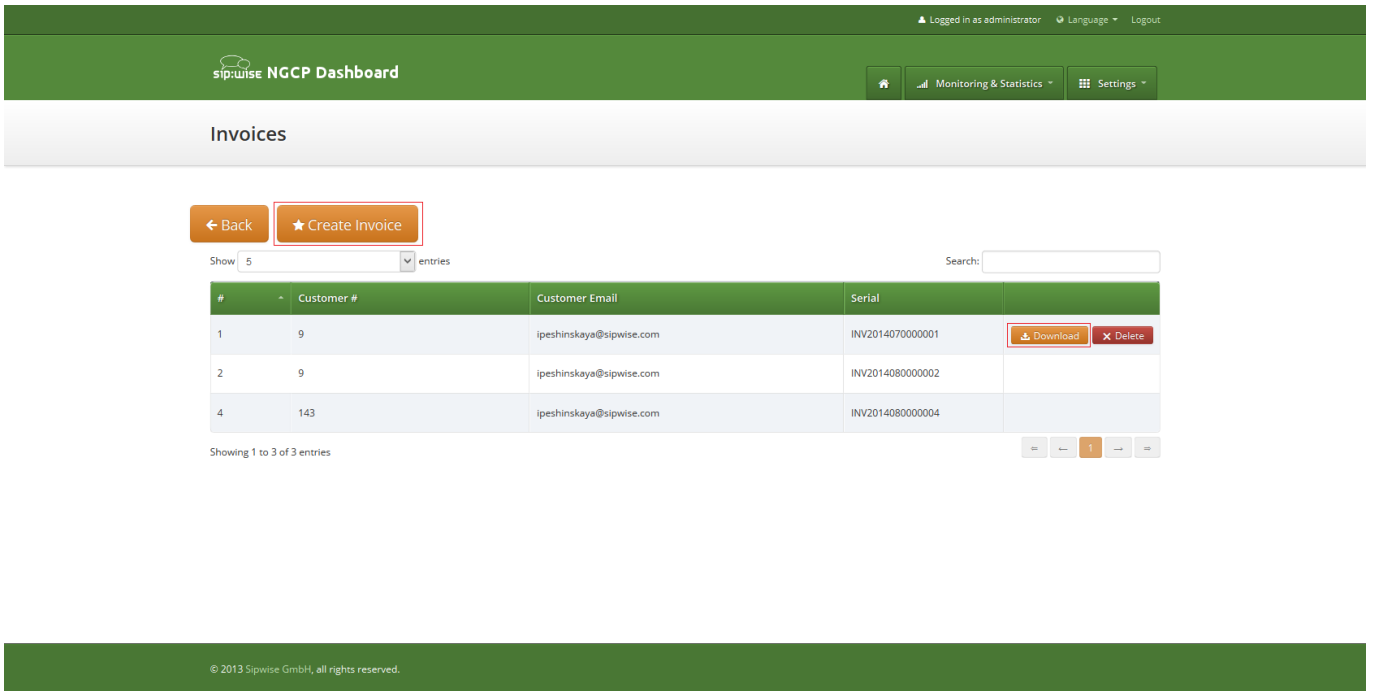 Logged in as administrator Language Logout
sip:wise NGCP Dashboard
Monitoring & Statistics Settings
Invoices
Back Create Invoice
Show 5 entries Search:
# Customer # Customer Email Serial
1 9 ipeshinskaya@sipwise.com INV2014070000001 Download Delete
2 9 ipeshinskaya@sipwise.com INV2014080000002
4 143 ipeshinskaya@sipwise.com INV2014080000004
Showing 1 to 3 of 3 entries ⇐ ← 1 → ⇒
© 2013 Sipwise GmbH, all rights reserved.